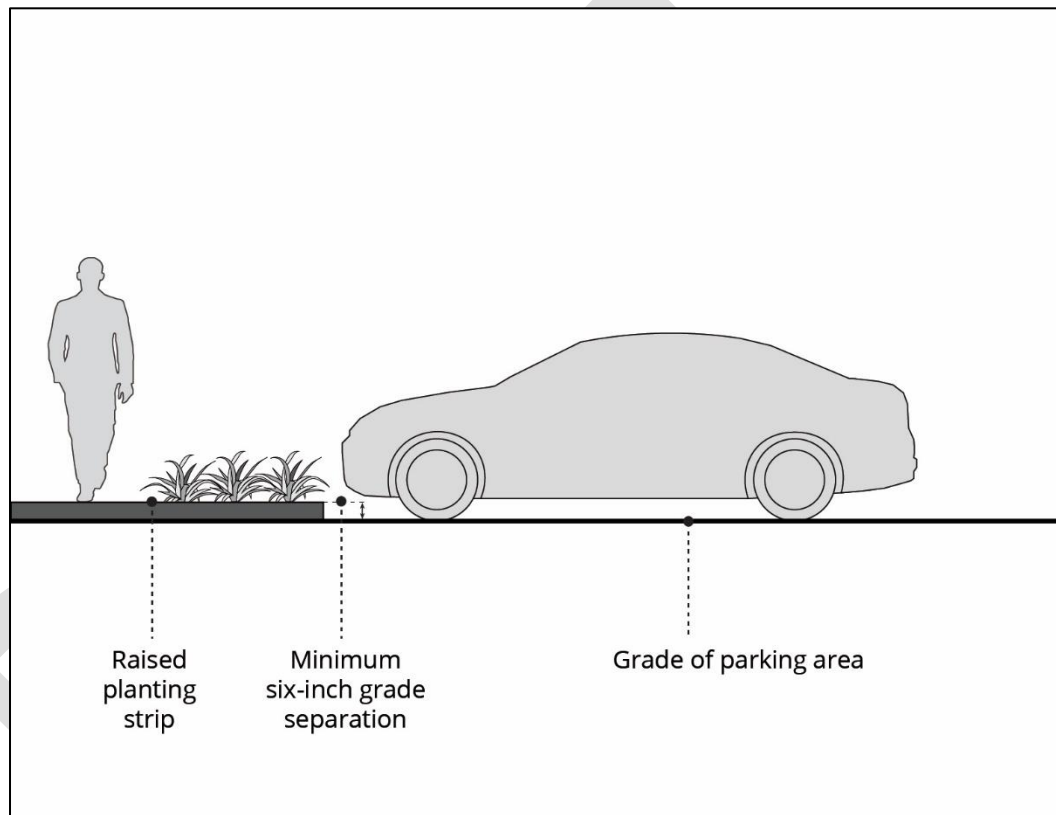 Raised
planting
strip
Minimum
six-inch grade
separation
Grade of parking area